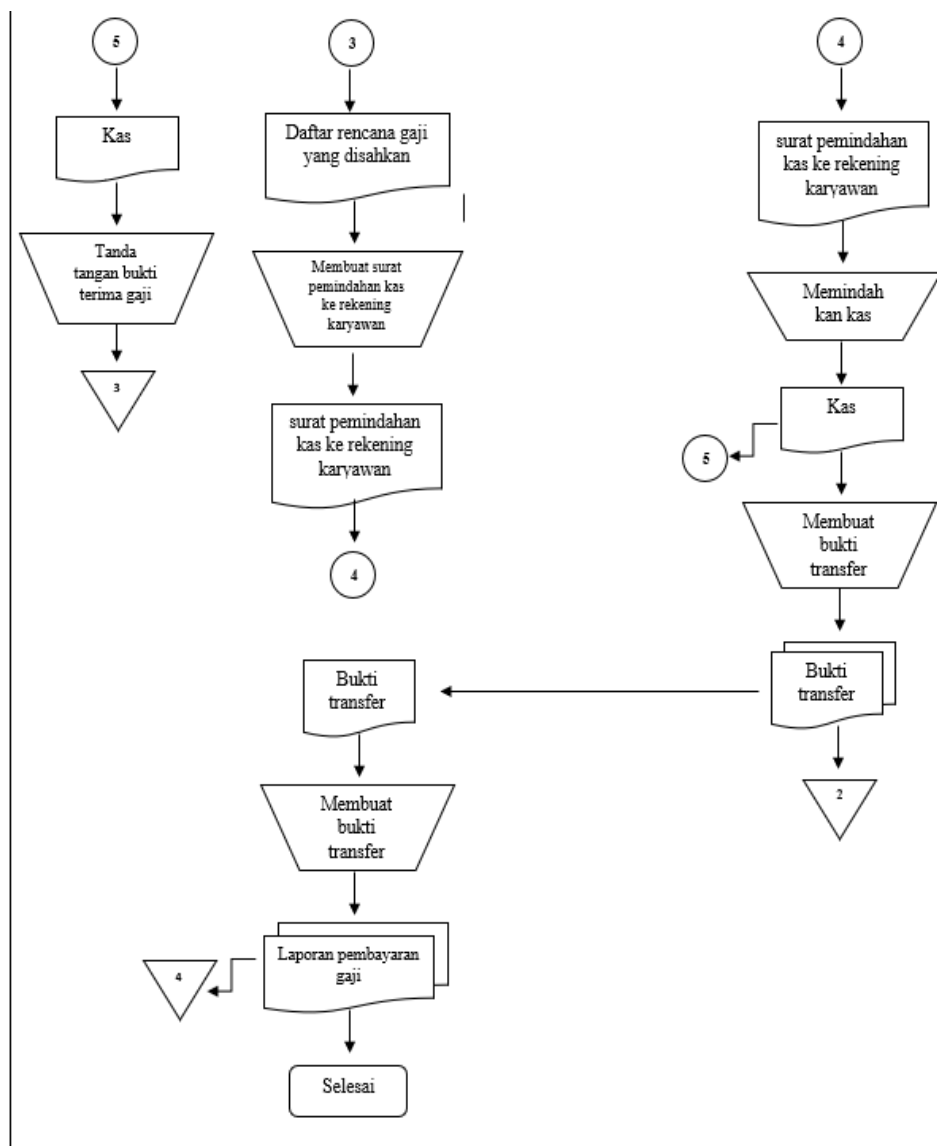 5
Kas
Tanda
tangan bukti
terima gaji
3
3
Daftar rencana gaji
yang disahkan
Membuat surat
pemindahan kas
ke rekening
karyawan
surat pemindahan
kas ke rekening
karyawan
4
4
surat pemindahan
kas ke rekening
karyawan
Memindah
kan kas
Kas
5
Membuat
bukti
transfer
Bukti
transfer
2
Bukti
transfer
Membuat
bukti
transfer
Laporan pembayaran
gaji
4
Selesai